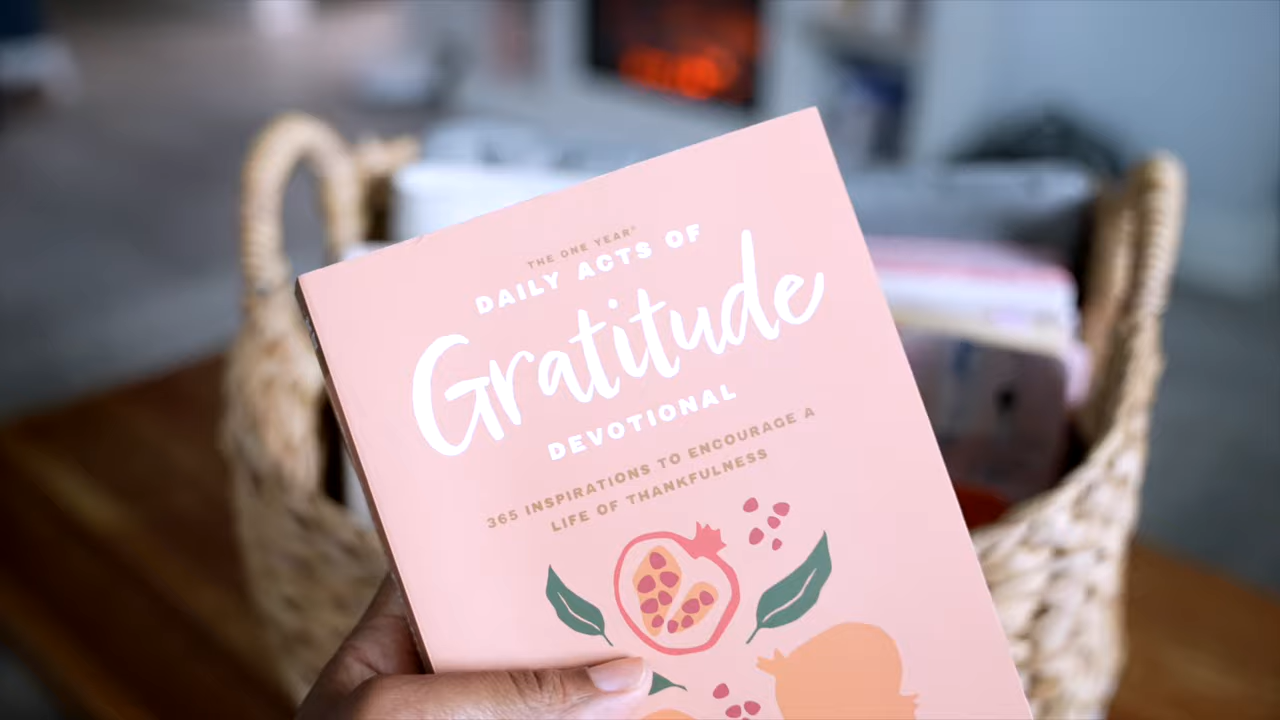 THE ONE YEAR®
DAILY ACTS OF
Gratitude
DEVOTIONAL
365 INSPIRATIONS TO ENCOURAGE A
LIFE OF THANKFULNESS